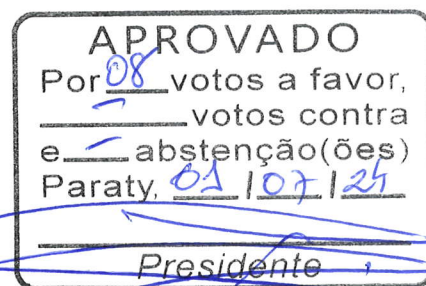 APROVADO
Por 08 votos a favor,
— votos contra
e — abstenção(ões)
Paraty, 01 / 07 / 24
Presidente